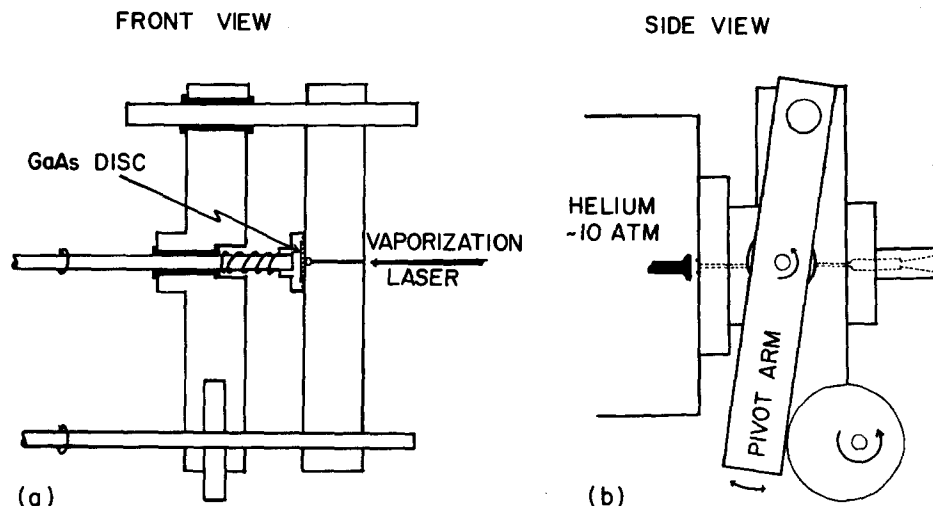 FRONT VIEW
SIDE VIEW
GaAs DISC
VAPORIZATION
LASER
HELIUM
~10 ATM
PIVOT ARM
(a)
(b)